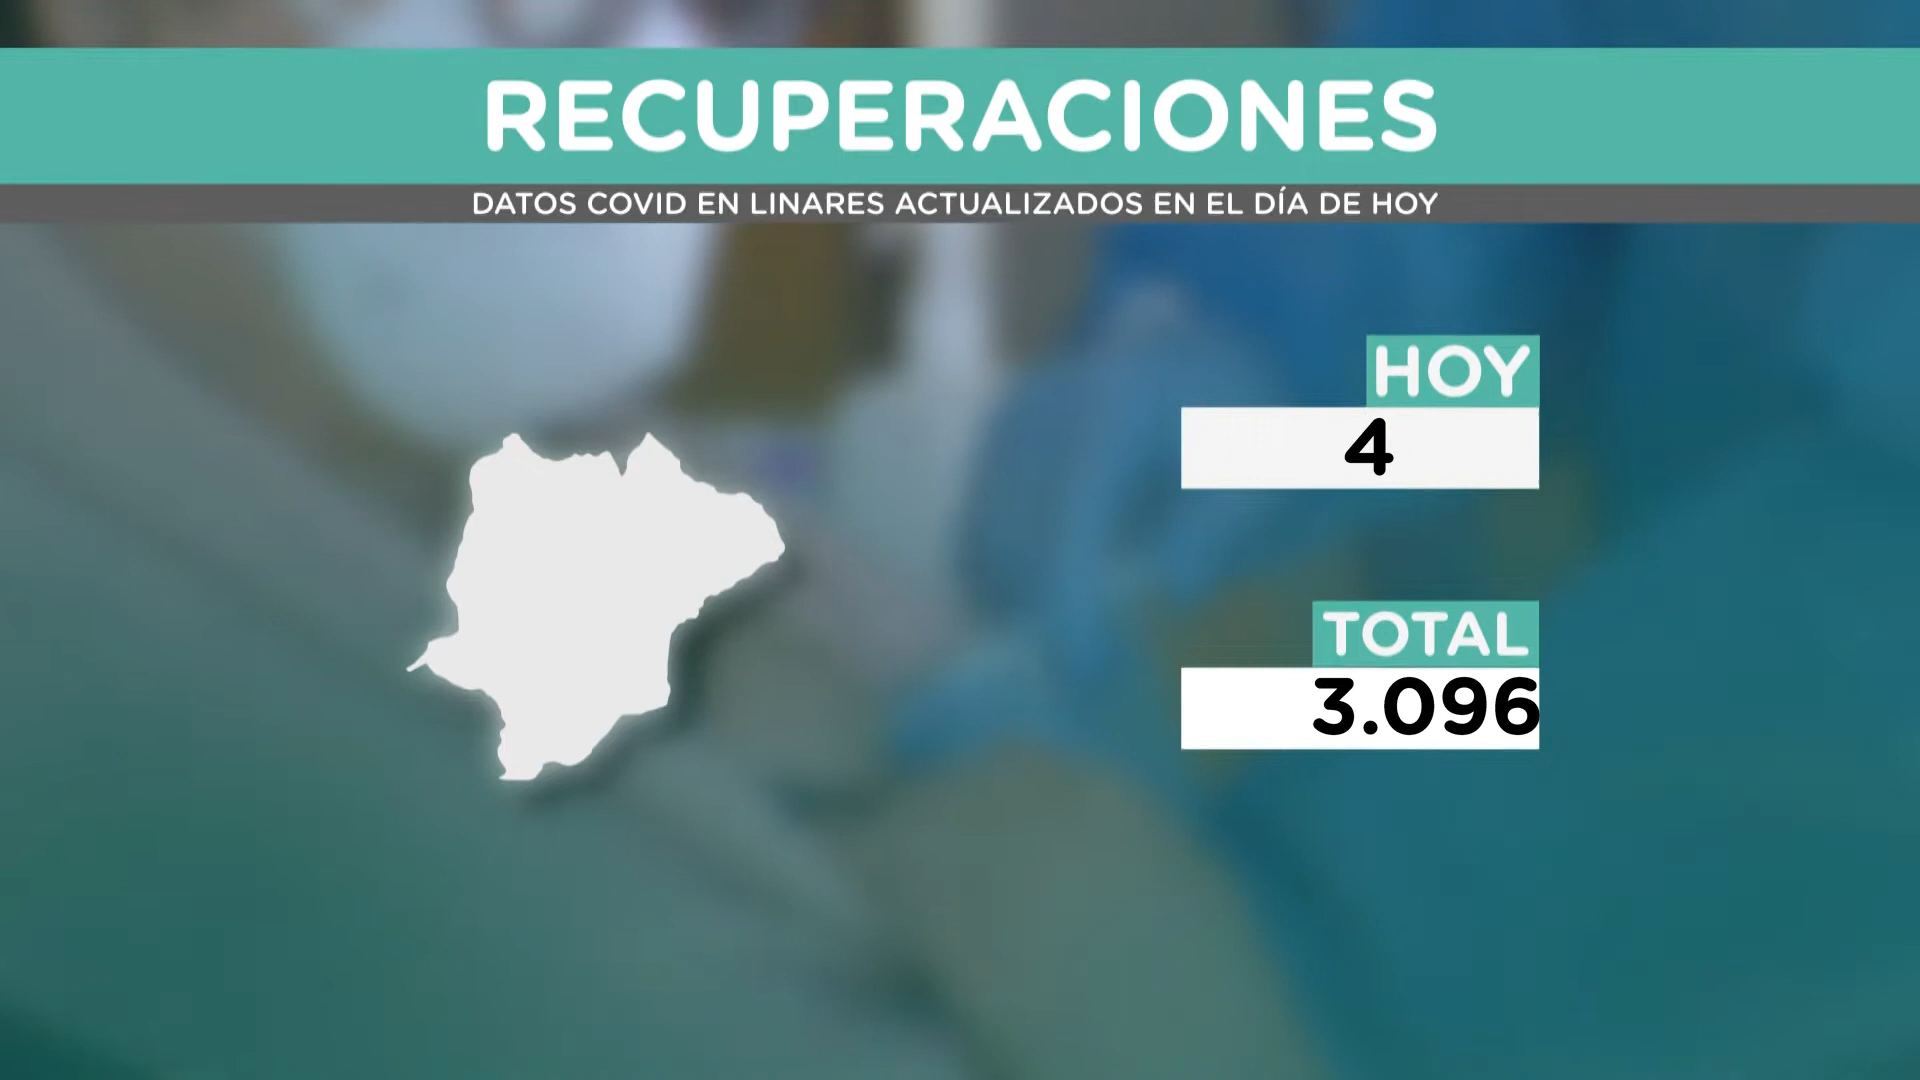 RECUPERACIONES
DATOS COVID EN LINARES ACTUALIZADOS EN EL DÍA DE HOY
HOY
4
TOTAL
3.096